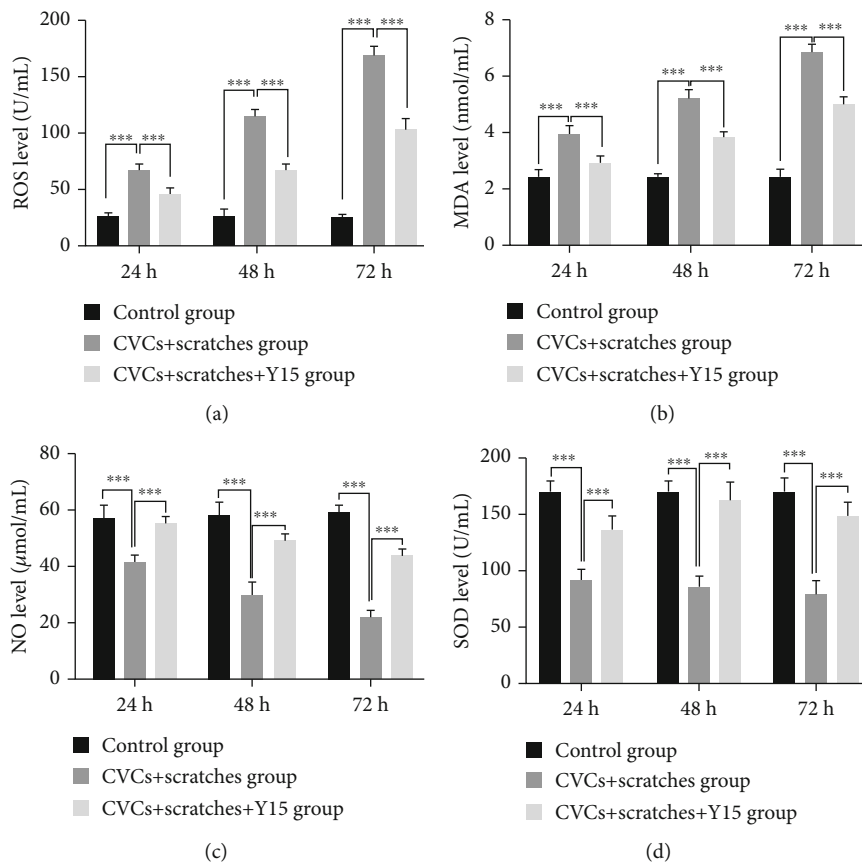 ROS level (U/mL)
200
150
100
50
0
***
***
***
***
***
***
24 h
48 h
72 h
Control group
CVCs+scratches group
CVCs+scratches+Y15 group
(a)
MDA level (nmol/mL)
8
6
4
2
0
***
***
***
***
***
***
24 h
48 h
72 h
Control group
CVCs+scratches group
CVCs+scratches+Y15 group
(b)
NO level (μmol/mL)
80
60
40
20
0
***
***
***
***
***
***
24 h
48 h
72 h
Control group
CVCs+scratches group
CVCs+scratches+Y15 group
(c)
SOD level (U/mL)
200
150
100
50
0
***
***
***
***
***
***
24 h
48 h
72 h
Control group
CVCs+scratches group
CVCs+scratches+Y15 group
(d)